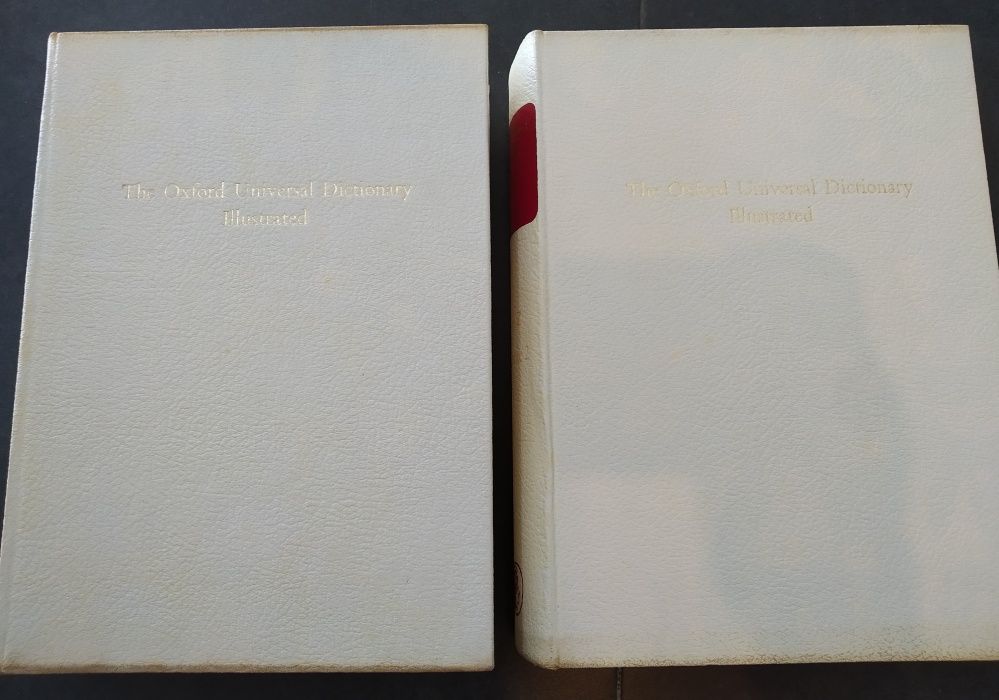 The Oxford Universal Dictionary
Illustrated
The Oxford Universal Dictionary
Illustrated